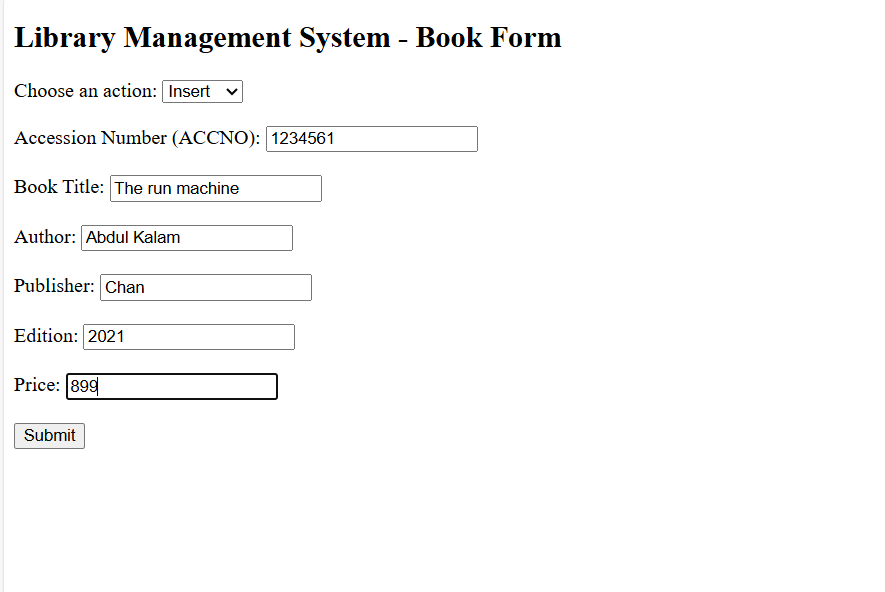 Library Management System - Book Form
Choose an action: Insert
Accession Number (ACCNO): 1234561
Book Title: The run machine
Author: Abdul Kalam
Publisher: Chan
Edition: 2021
Price: 899
Submit